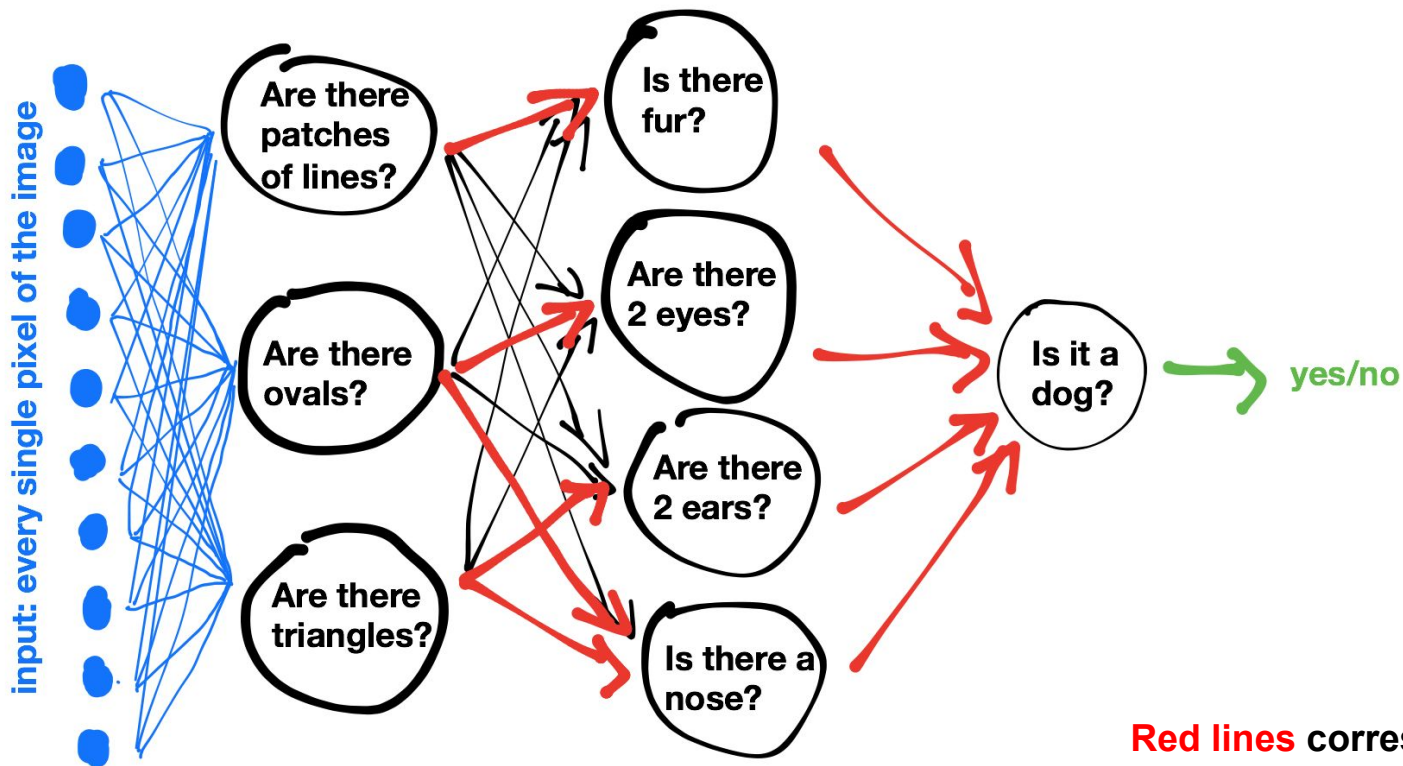 input: every single pixel of the image
Are there
patches
of lines?
Are there
ovals?
Are there
triangles?
Is there
fur?
Are there
2 eyes?
Are there
2 ears?
Is there a
nose?
Is it a
dog?
yes/no
Red lines corres